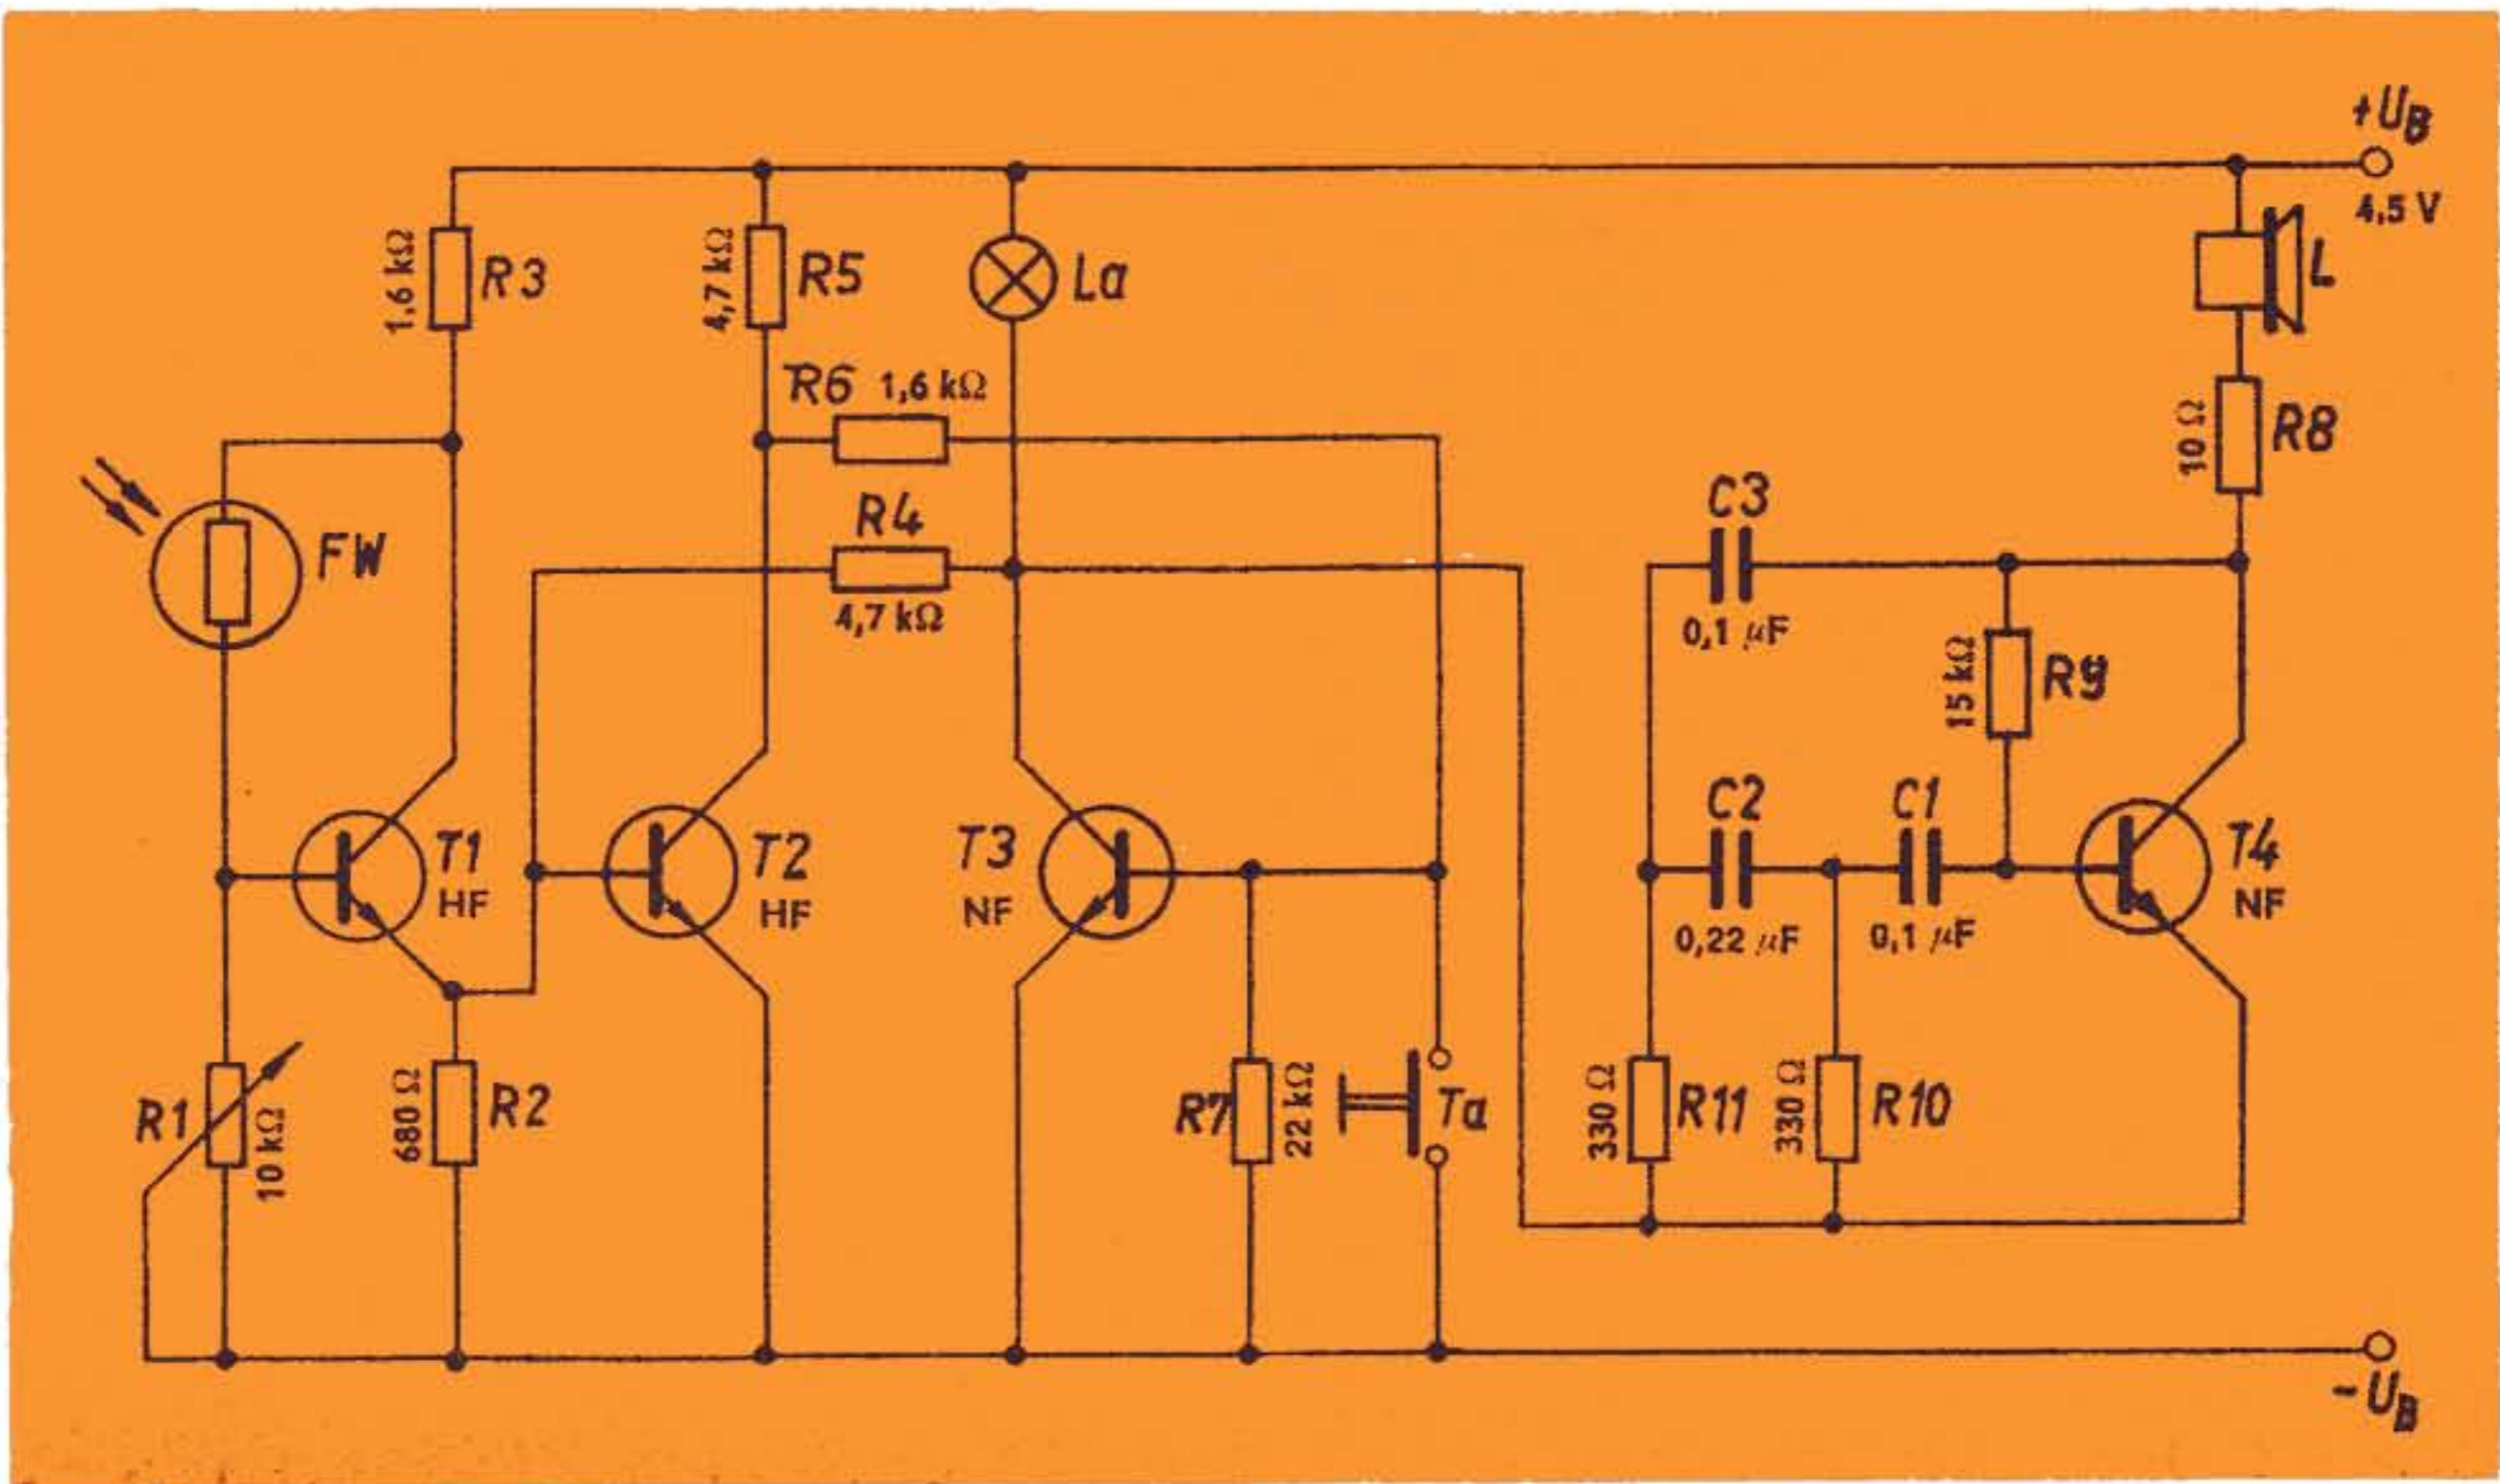 +UB
4,5 V
1,6 kΩ
R3
4,7 kΩ
R5
La
L
R6 1,6 kΩ
10 Ω
R8
FW
R4
4,7 kΩ
C3
0,1 µF
15 kΩ
R9
T1
HF
T2
HF
T3
NF
C2
0,22 µF
C1
0,1 µF
T4
NF
R1
10 kΩ
680 Ω
R2
R7
22 kΩ
Ta
330 Ω
R11
330 Ω
R10
-UB